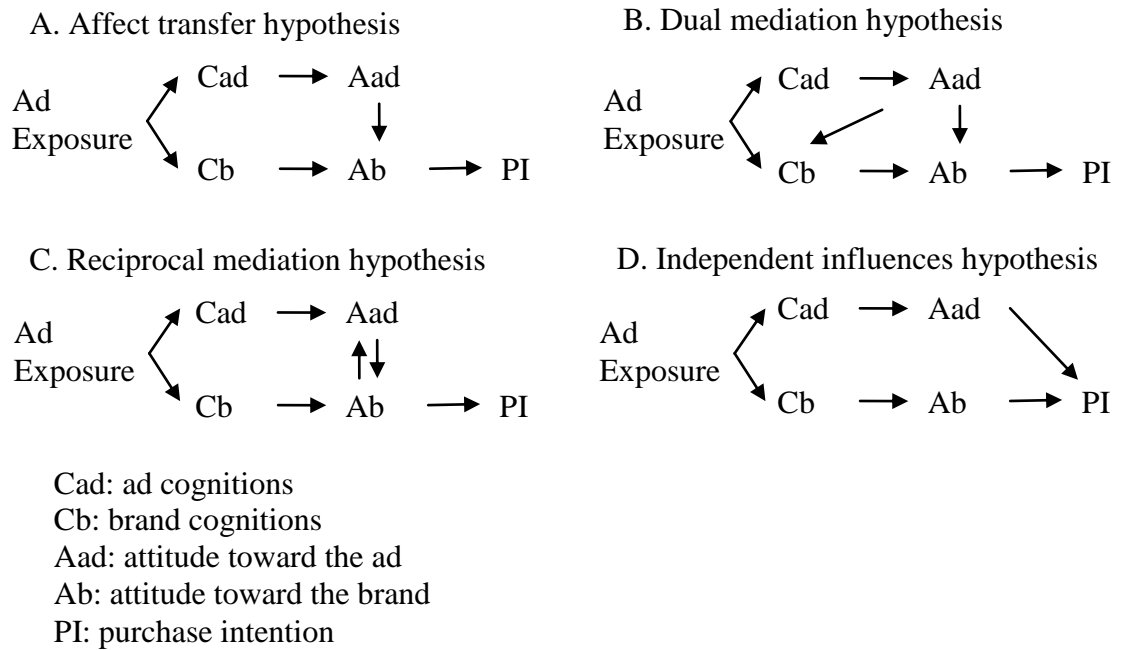 A. Affect transfer hypothesis
Cad Aad
Ad
Exposure
Cb Ab PI
B. Dual mediation hypothesis
Cad Aad
Ad
Exposure
Cb Ab PI
C. Reciprocal mediation hypothesis
Cad Aad
Ad
Exposure
Cb Ab PI
D. Independent influences hypothesis
Cad Aad
Ad
Exposure
Cb Ab PI
Cad: ad cognitions
Cb: brand cognitions
Aad: attitude toward the ad
Ab: attitude toward the brand
PI: purchase intention